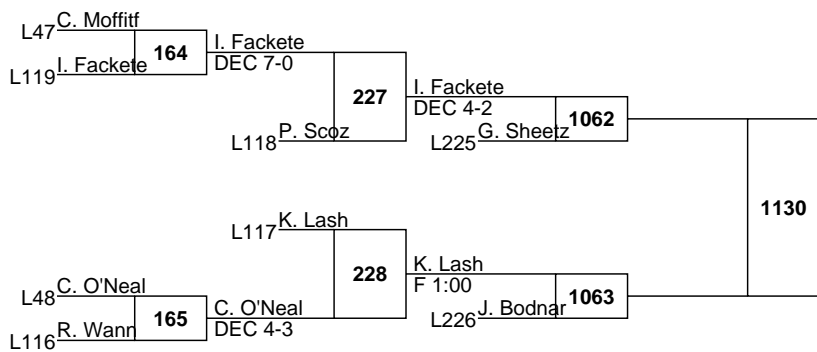 C. Moffitf
L47
164
I. Fackete
DEC 7-0
I. Fackete
L119
227
I. Fackete
DEC 4-2
1062
P. Scoz
L118
G. Sheetz
L225
1130
K. Lash
L117
228
K. Lash
F 1:00
1063
C. O'Neal
L48
165
C. O'Neal
DEC 4-3
J. Bodnar
L226
R. Wann
L116